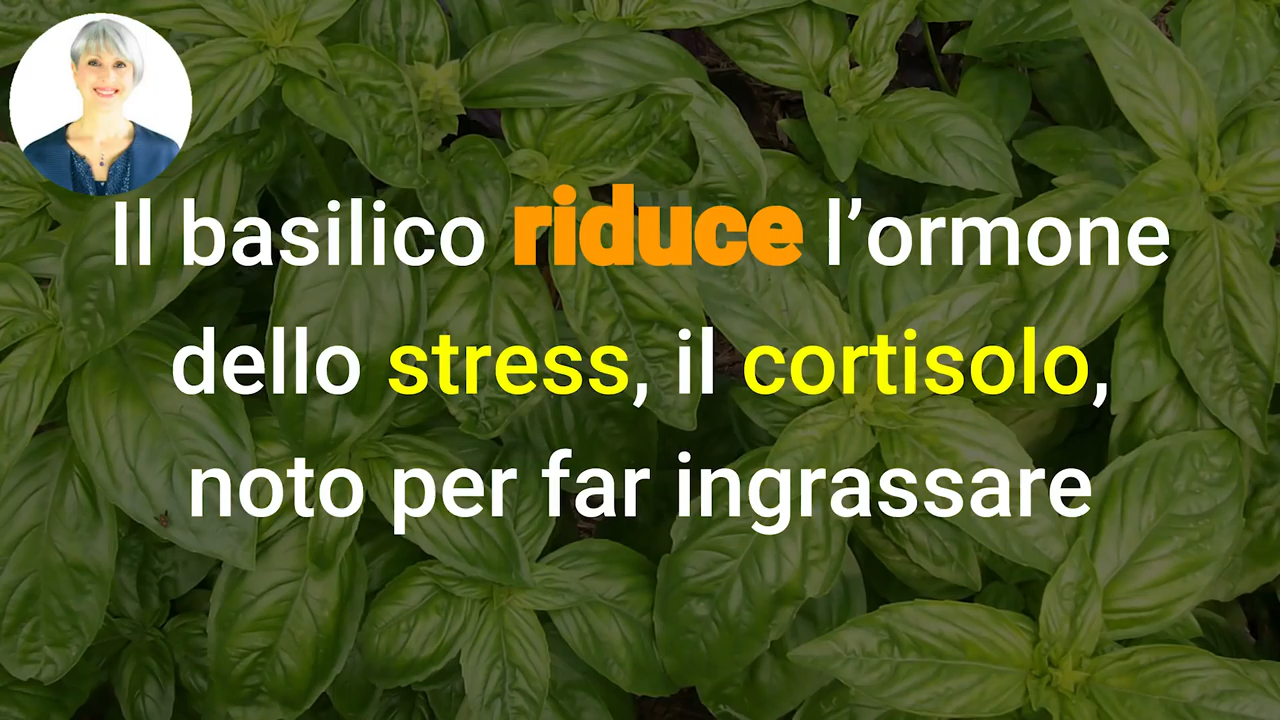 Il basilico riduce l’ormone
dello stress, il cortisolo,
noto per far ingrassare